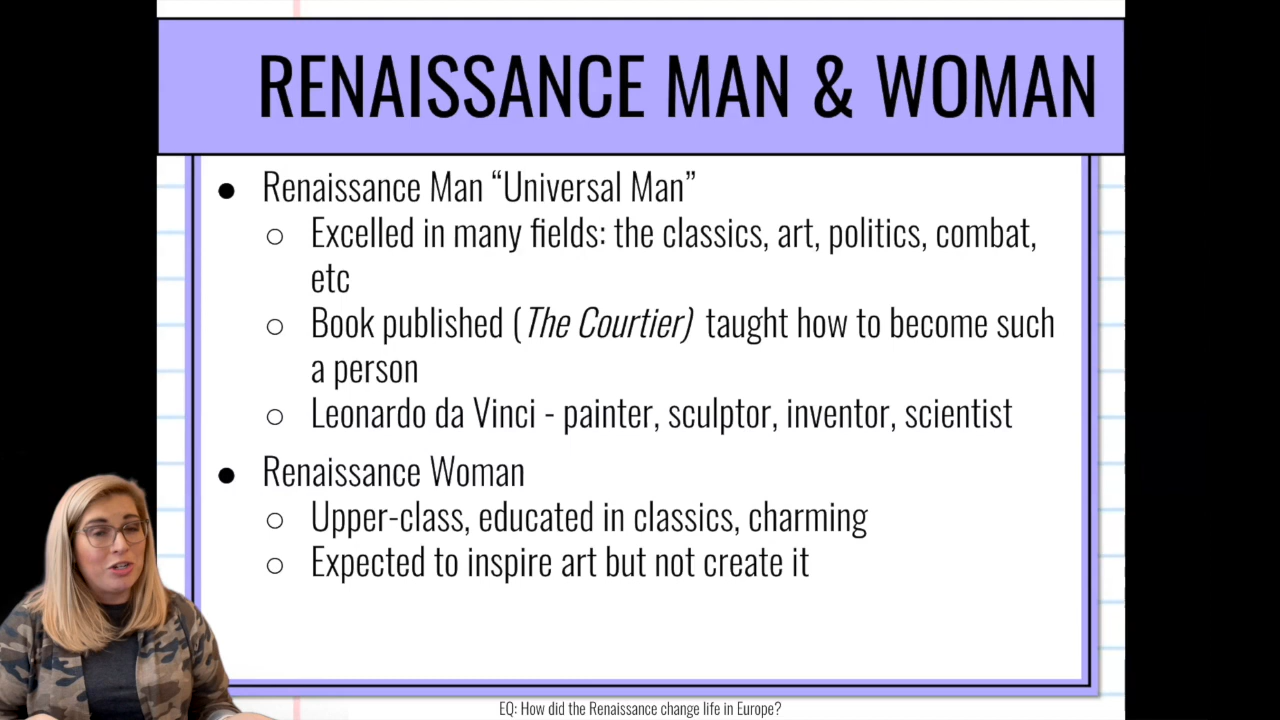 RENAISSANCE MAN & WOMAN
● Renaissance Man “Universal Man”
○ Excelled in many fields: the classics, art, politics, combat,
etc
○ Book published (The Courtier) taught how to become such
a person
○ Leonardo da Vinci - painter, sculptor, inventor, scientist
● Renaissance Woman
○ Upper-class, educated in classics, charming
○ Expected to inspire art but not create it
EQ: How did the Renaissance change life in Europe?